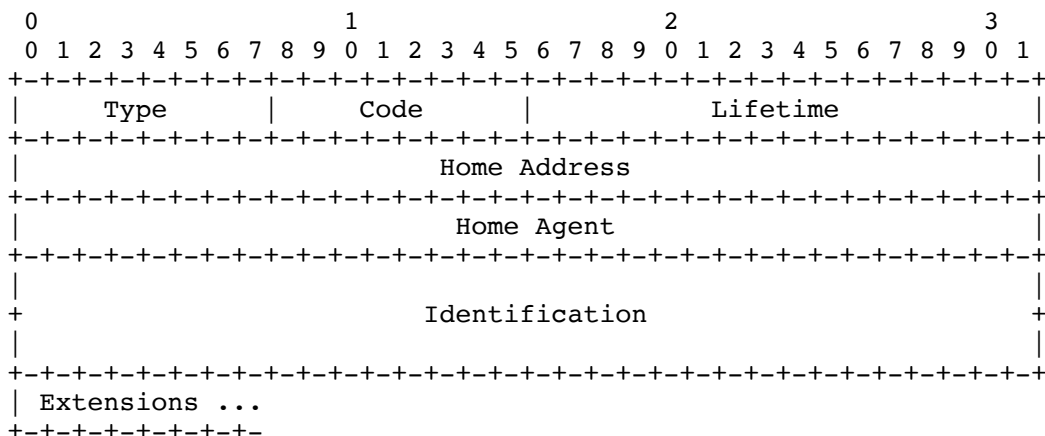 0                   1                   2                   3
 0 1 2 3 4 5 6 7 8 9 0 1 2 3 4 5 6 7 8 9 0 1 2 3 4 5 6 7 8 9 0 1
+-+-+-+-+-+-+-+-+-+-+-+-+-+-+-+-+-+-+-+-+-+-+-+-+-+-+-+-+-+-+-+-+
|     Type      |     Code      |           Lifetime            |
+-+-+-+-+-+-+-+-+-+-+-+-+-+-+-+-+-+-+-+-+-+-+-+-+-+-+-+-+-+-+-+-+
|                          Home Address                         |
+-+-+-+-+-+-+-+-+-+-+-+-+-+-+-+-+-+-+-+-+-+-+-+-+-+-+-+-+-+-+-+-+
|                           Home Agent                          |
+-+-+-+-+-+-+-+-+-+-+-+-+-+-+-+-+-+-+-+-+-+-+-+-+-+-+-+-+-+-+-+-+
|                                                               |
+                         Identification                        +
|                                                               |
+-+-+-+-+-+-+-+-+-+-+-+-+-+-+-+-+-+-+-+-+-+-+-+-+-+-+-+-+-+-+-+-+
| Extensions ...
+-+-+-+-+-+-+-+-